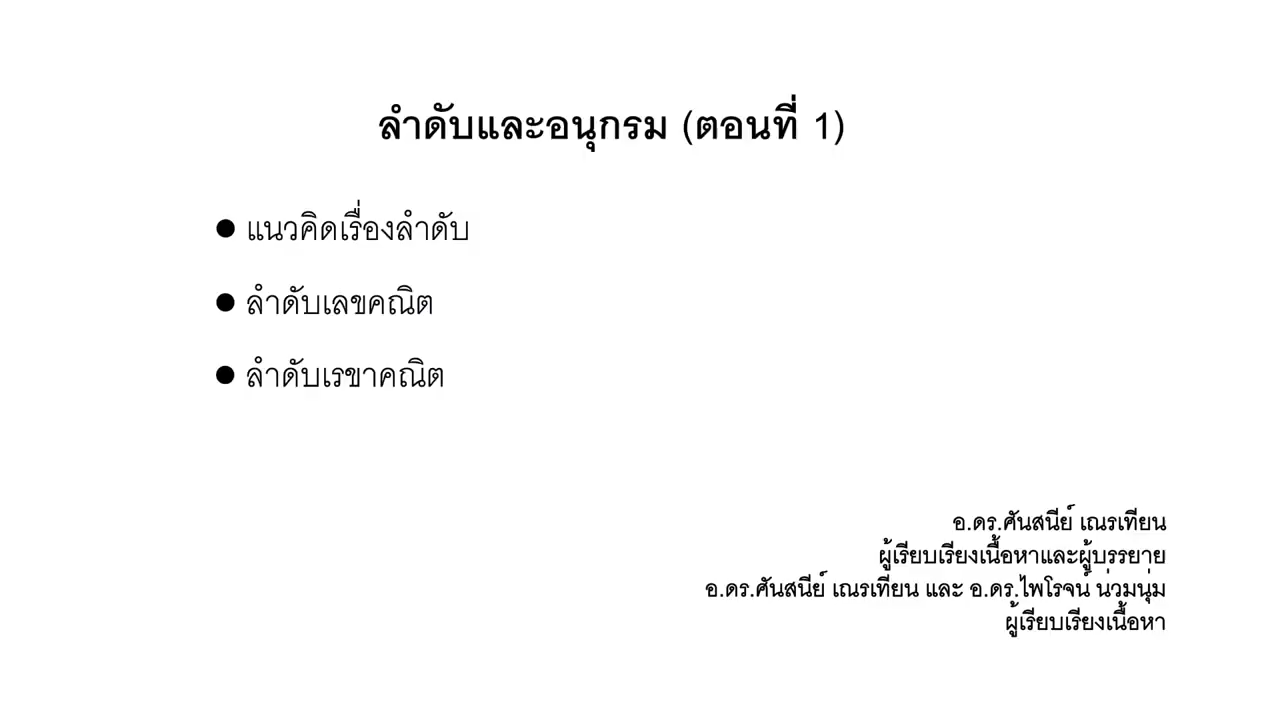 ลำดับและอนุกรม (ตอนที่ 1)
● แนวคิดเรื่องลำดับ
● ลำดับเลขคณิต
● ลำดับเรขาคณิต
อ.ดร.ศันสนีย์ เณรเทียน
ผู้เรียบเรียงเนื้อหาและผู้บรรยาย
อ.ดร.ศันสนีย์ เณรเทียน และ อ.ดร.ไพโรจน์ น่วมนุ่ม
ผู้เรียบเรียงเนื้อหา